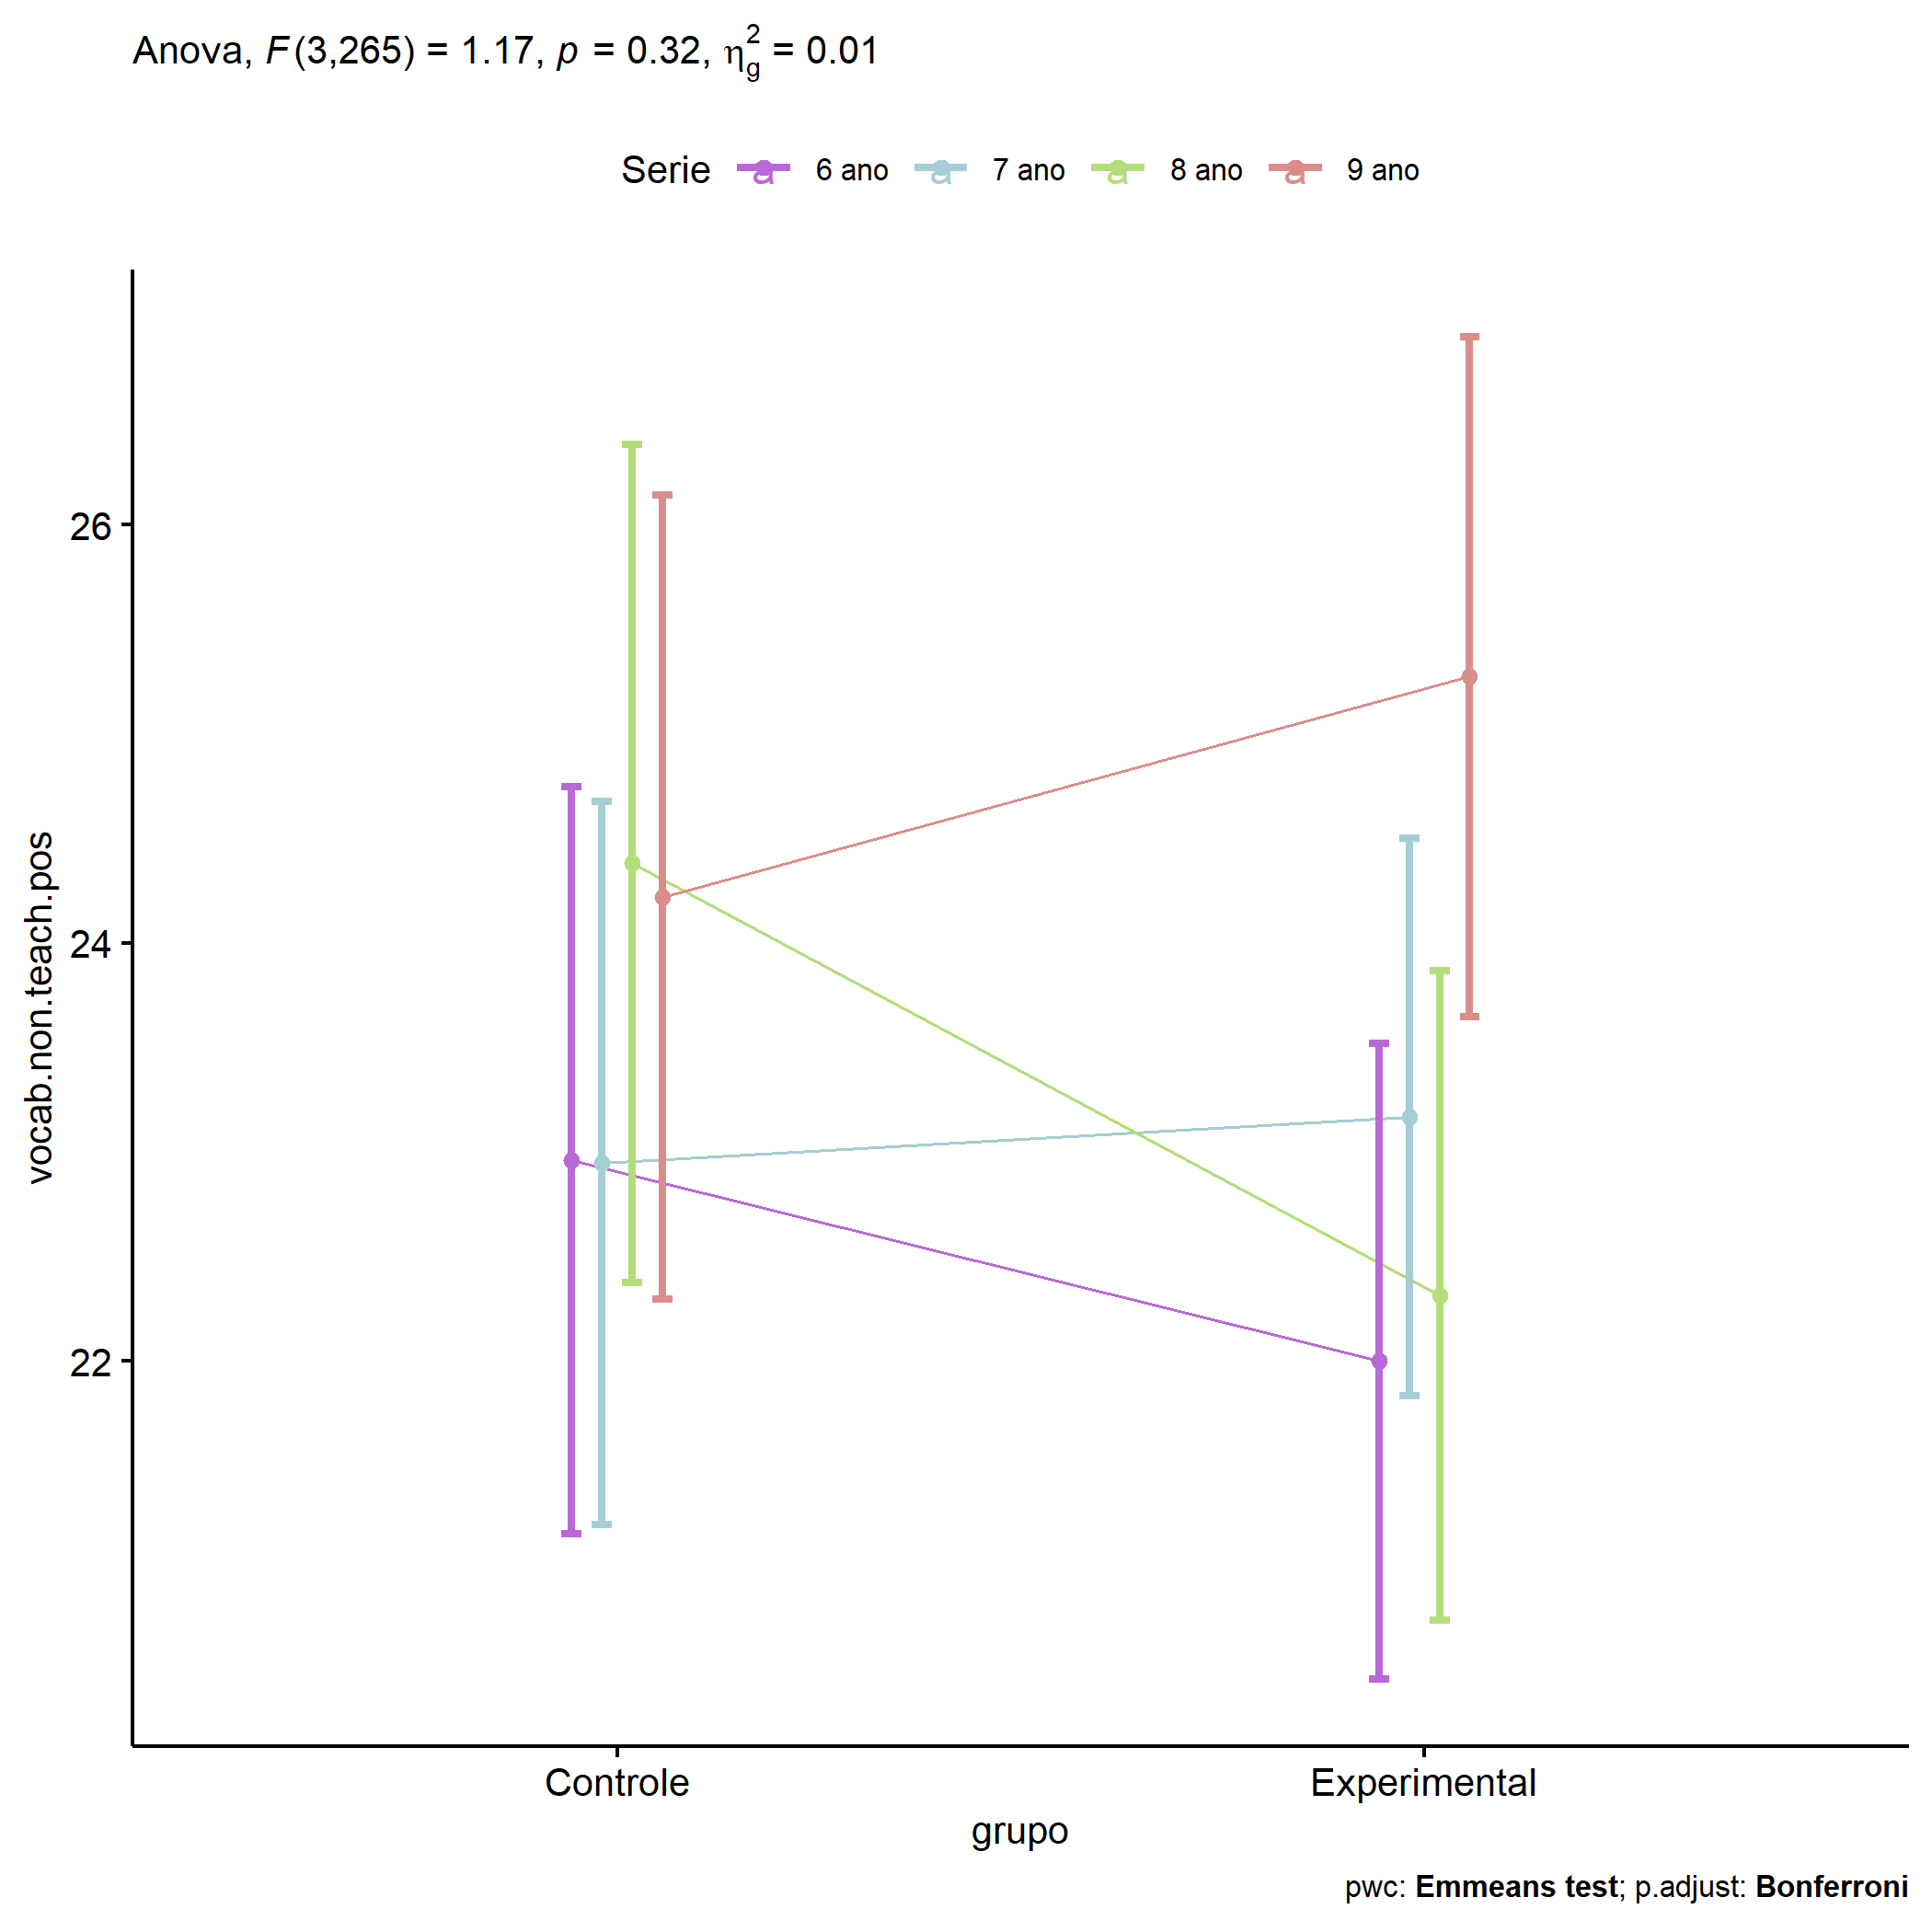 Anova, F(3,265) = 1.17, p = 0.32, η²g = 0.01
Serie a 6 ano a 7 ano a 8 ano a 9 ano
26
24
22
vocab.non.teach.pos
Controle Experimental
grupo
pwc: Emmeans test; p.adjust: Bonferroni